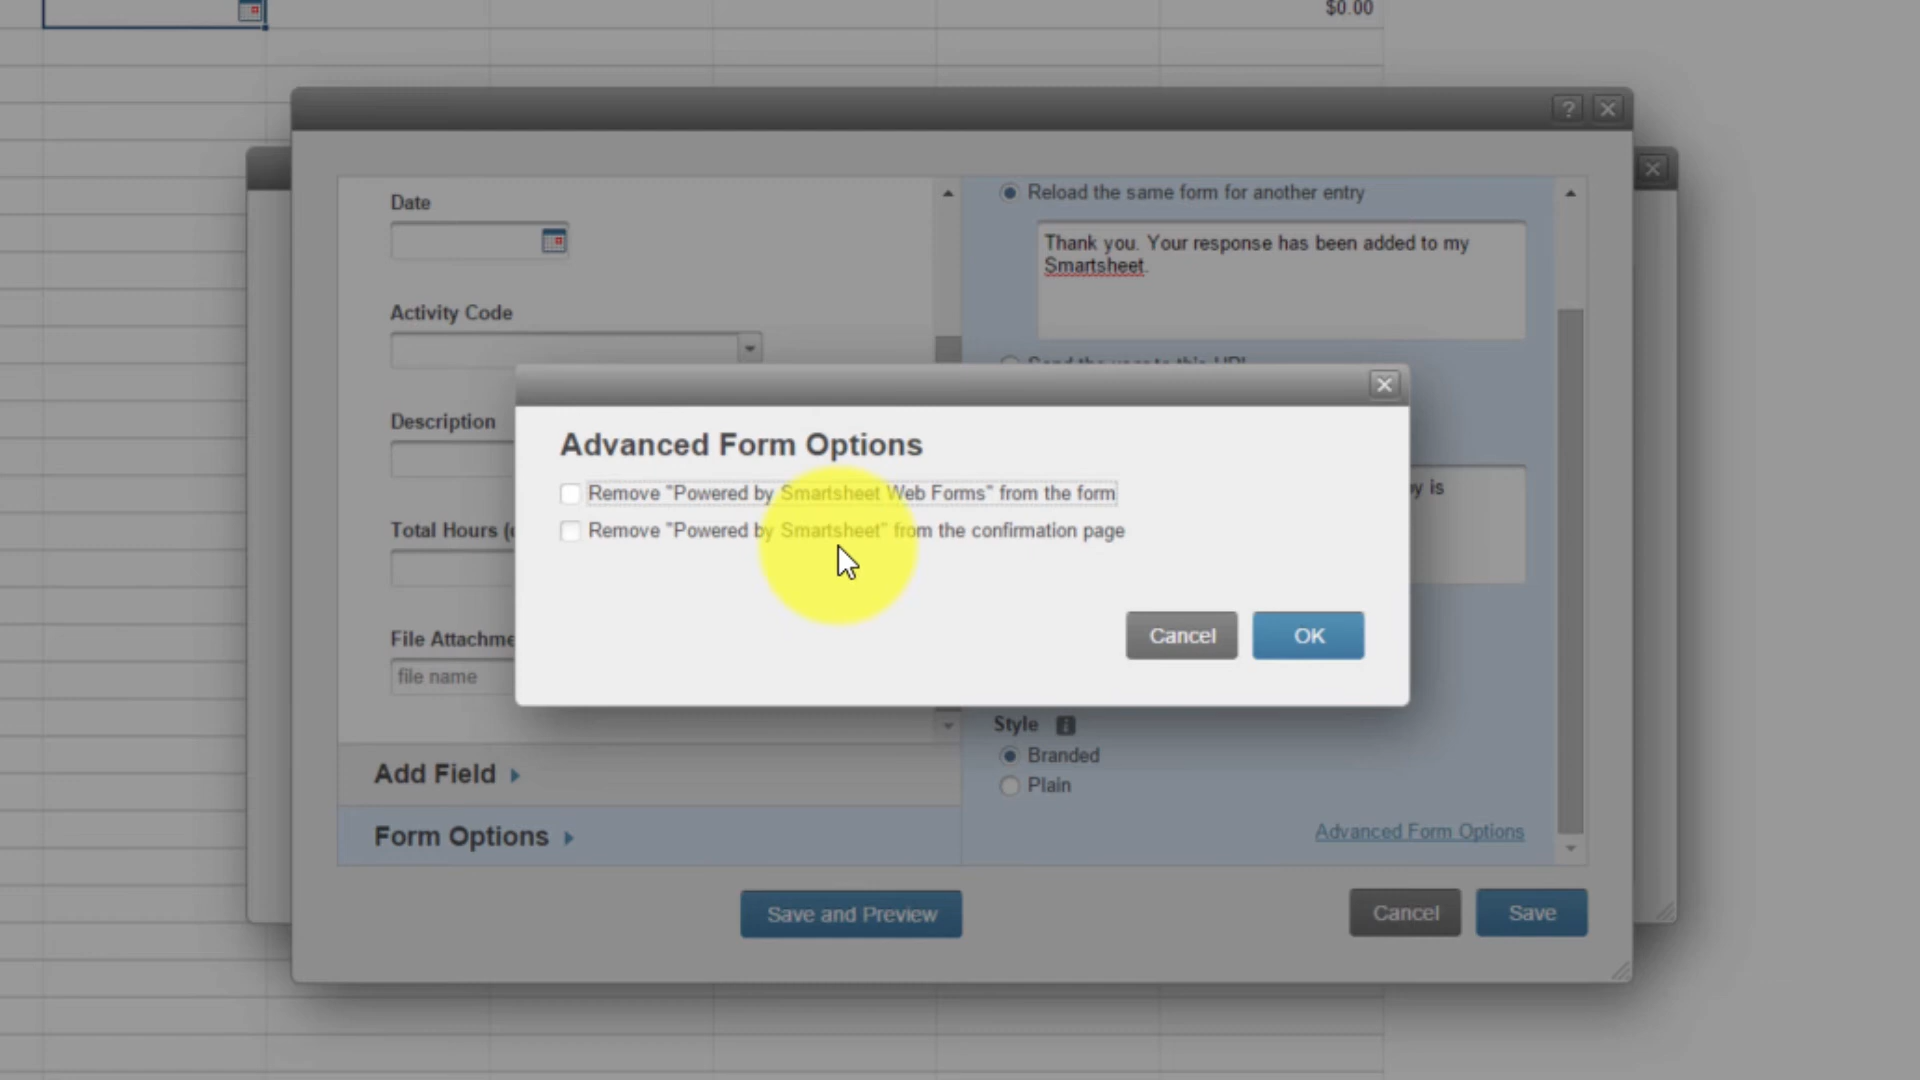 $0.00
Date
Activity Code
Description
Total Hours
File Attachme
file name
Add Field
Form Options
Reload the same form for another entry
Thank you. Your response has been added to my
Smartsheet.
Advanced Form Options
Remove "Powered by Smartsheet Web Forms" from the form
Remove "Powered by Smartsheet" from the confirmation page
Cancel
OK
is
Style
Branded
Plain
Advanced Form Options
Save and Preview
Cancel
Save